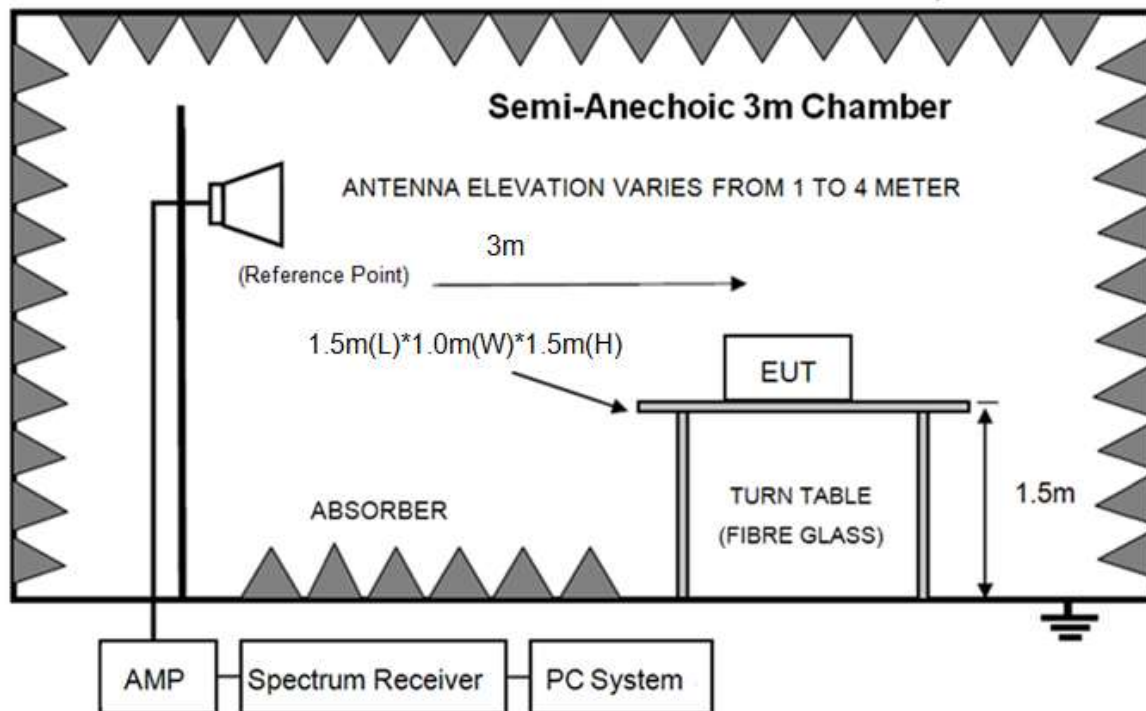 Semi-Anechoic 3m Chamber
ANTENNA ELEVATION VARIES FROM 1 TO 4 METER
3m
(Reference Point)
1.5m(L)*1.0m(W)*1.5m(H)
EUT
TURN TABLE
(FIBRE GLASS)
1.5m
ABSORBER
AMP
Spectrum Receiver
PC System